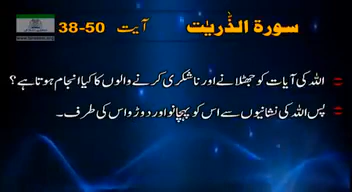 سورة الذّٰریٰت آیت 38-50
اللہ کی آیات کو جھٹلانے اور ناشکری کرنے والوں کا کیا انجام ہوتا ہے؟
پس اللہ کی نشانیوں سے اس کو پہچانو اور دوڑو اس کی طرف۔